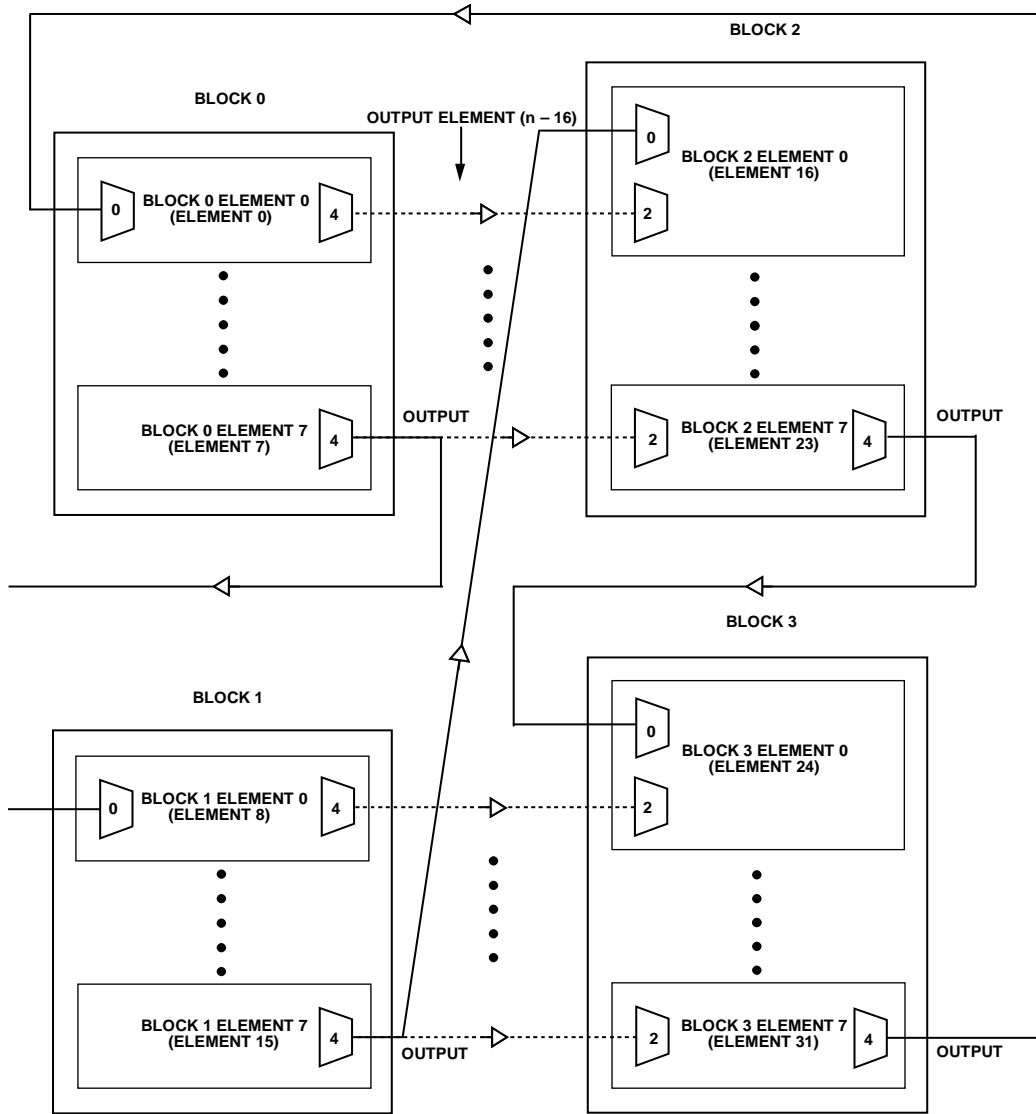 BLOCK 2
BLOCK 0
OUTPUT ELEMENT (n – 16)
0
BLOCK 0 ELEMENT 0
(ELEMENT 0)
4
0
BLOCK 2 ELEMENT 0
(ELEMENT 16)
2
BLOCK 0 ELEMENT 7
(ELEMENT 7)
4
OUTPUT
2
BLOCK 2 ELEMENT 7
(ELEMENT 23)
4
OUTPUT
BLOCK 3
BLOCK 1
0
BLOCK 1 ELEMENT 0
(ELEMENT 8)
4
0
BLOCK 3 ELEMENT 0
(ELEMENT 24)
2
BLOCK 1 ELEMENT 7
(ELEMENT 15)
4
OUTPUT
2
BLOCK 3 ELEMENT 7
(ELEMENT 31)
4
OUTPUT